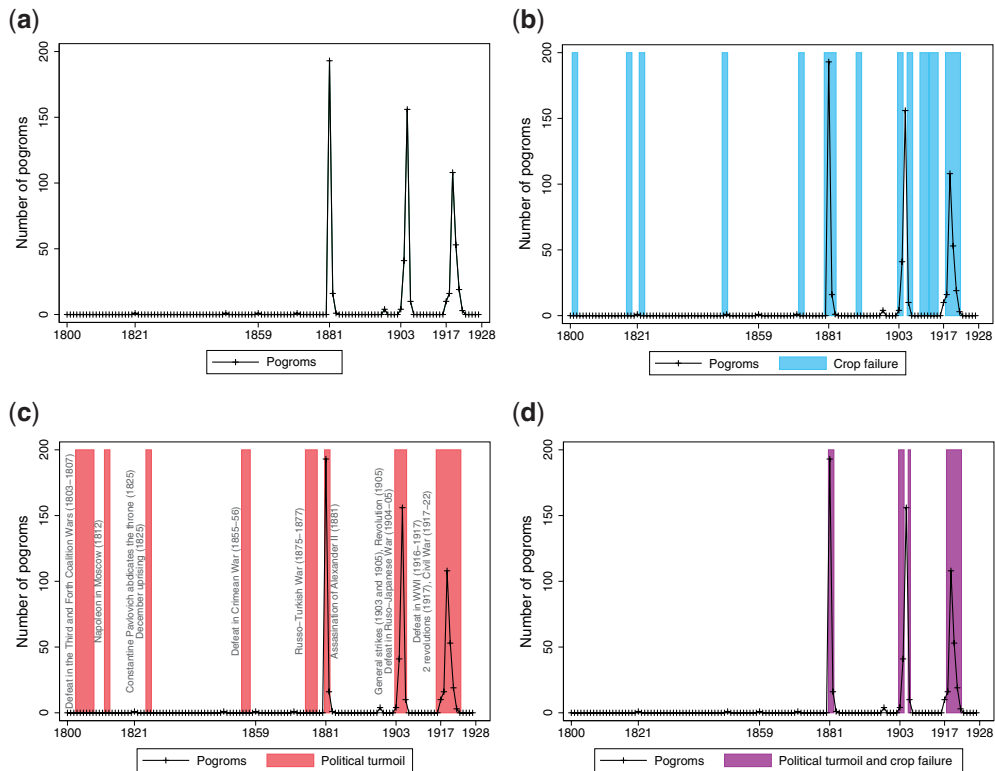 (a)
200
150
100
50
0
Number of pogroms
1800 1821 1859 1881 1903 1917 1928
Pogroms
(b)
200
150
100
50
0
Number of pogroms
1800 1821 1859 1881 1903 1917 1928
Pogroms Crop failure
(c)
200
150
100
50
0
Number of pogroms
Defeat in the Third and Forth Coalition Wars (1803–1807)
Napoleon in Moscow (1812)
Constantine Pavlovich abdicates the throne (1825)
December uprising (1825)
Defeat in Crimean War (1855–56)
Russo–Turkish War (1875–1877)
Assasination of Alexander II (1881)
General strikes (1903 and 1905), Revolution (1905)
Defeat in Ruso–Japanese War (1904–05)
Defeat in WWI (1916–1917)
2 revolutions (1917), Civil War (1917–22)
1800 1821 1859 1881 1903 1917 1928
Pogroms Political turmoil
(d)
200
150
100
50
0
Number of pogroms
1800 1821 1859 1881 1903 1917 1928
Pogroms Political turmoil and crop failure